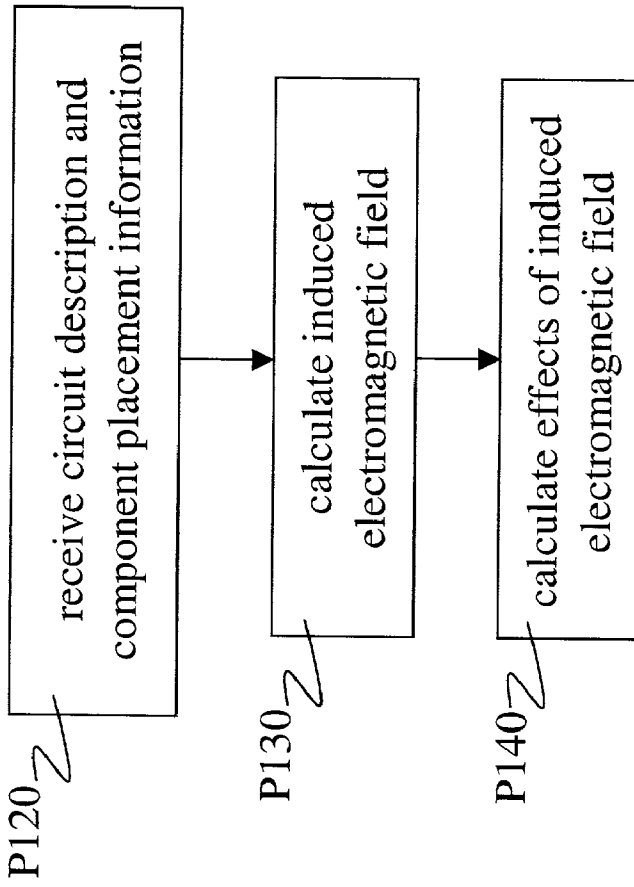 P120
receive circuit description and
component placement information
P130
calculate induced
electromagnetic field
P140
calculate effects of induced
electromagnetic field